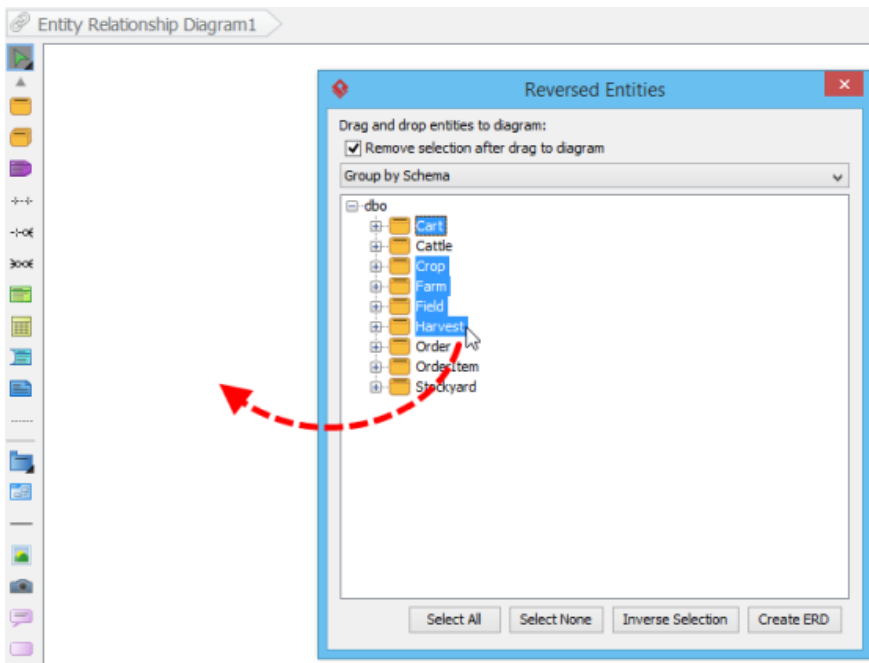 Entity Relationship Diagram1
Reversed Entities
Drag and drop entities to diagram:
Remove selection after drag to diagram
Group by Schema
dbo
Cart
Cattle
Crop
Farm
Field
Harvest
Order
OrderItem
Stockyard
Select All Select None Inverse Selection Create ERD